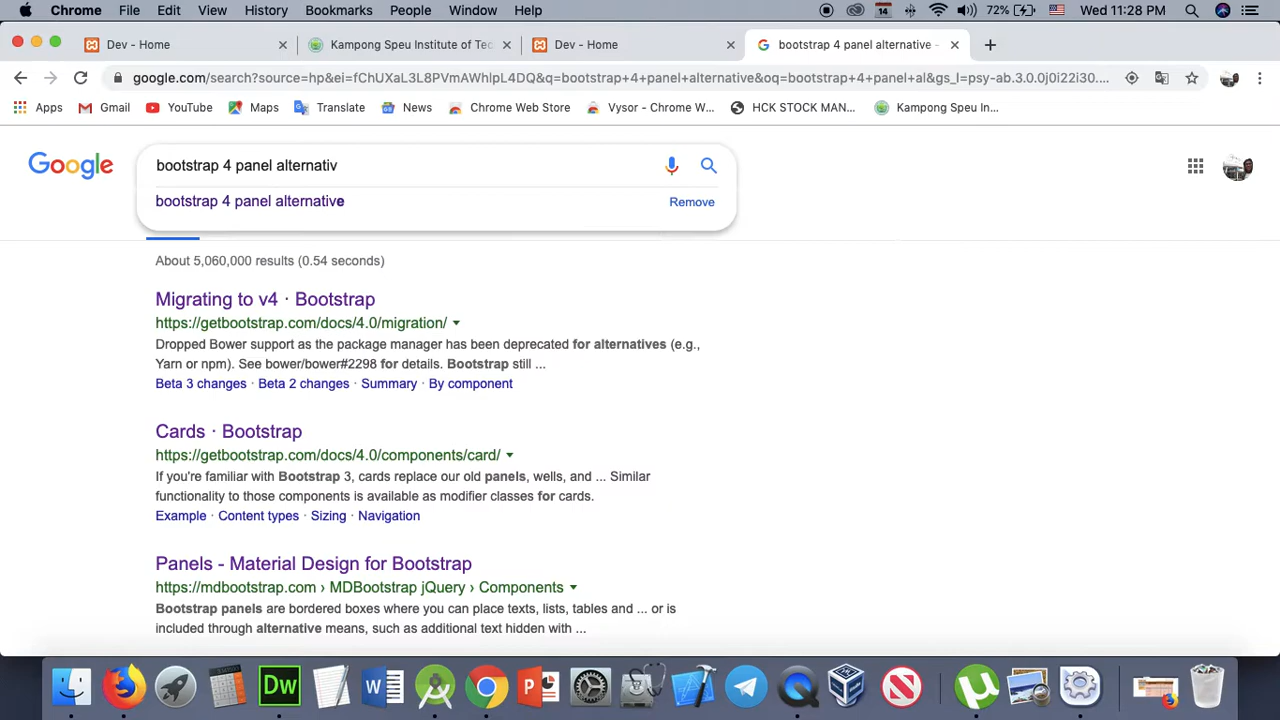 Chrome File Edit View History Bookmarks People Window Help 14 72% Wed 11:28 PM
Dev - Home Kampong Speu Institute of Tec Dev - Home bootstrap 4 panel alternative -
google.com/search?source=hp&ei=fChUXaL3L8PVmAWhlpL4DQ&q=bootstrap+4+panel+alternative&oq=bootstrap+4+panel+al&gs_l=psy-ab.3.0.0j0i22i30....
Apps Gmail YouTube Maps Translate News Chrome Web Store Vysor - Chrome W... HCK STOCK MAN... Kampong Speu In...
Google bootstrap 4 panel alternativ
bootstrap 4 panel alternative Remove
About 5,060,000 results (0.54 seconds)
Migrating to v4 · Bootstrap
https://getbootstrap.com/docs/4.0/migration/
Dropped Bower support as the package manager has been deprecated for alternatives (e.g.,
Yarn or npm). See bower/bower#2298 for details. Bootstrap still ...
Beta 3 changes · Beta 2 changes · Summary · By component
Cards · Bootstrap
https://getbootstrap.com/docs/4.0/components/card/
If you're familiar with Bootstrap 3, cards replace our old panels, wells, and ... Similar
functionality to those components is available as modifier classes for cards.
Example · Content types · Sizing · Navigation
Panels - Material Design for Bootstrap
https://mdbootstrap.com › MDBootstrap jQuery › Components
Bootstrap panels are bordered boxes where you can place texts, lists, tables and ... or is
included through alternative means, such as additional text hidden with ...
Dw